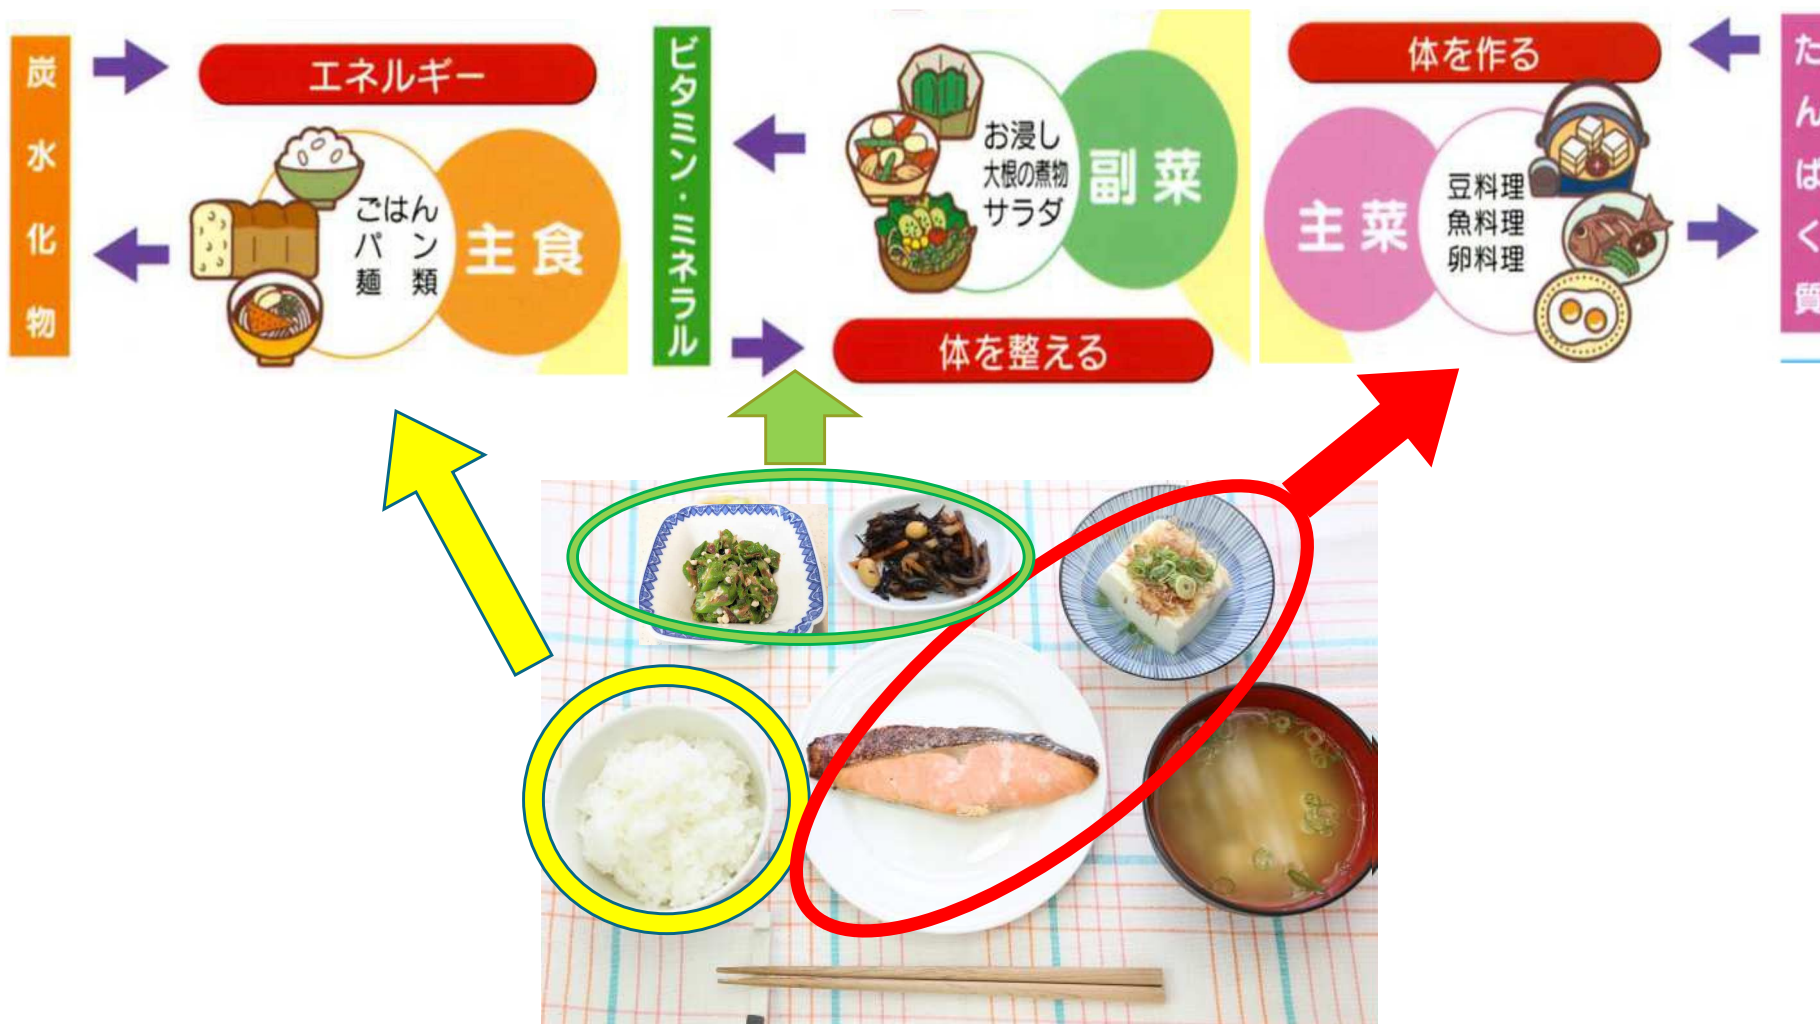 炭水化物
エネルギー
ごはん
パン
麺類
主食
ビタミン・ミネラル
お浸し
大根の煮物
サラダ
副菜
体を整える
体を作る
主菜
豆料理
魚料理
卵料理
たんぱく質